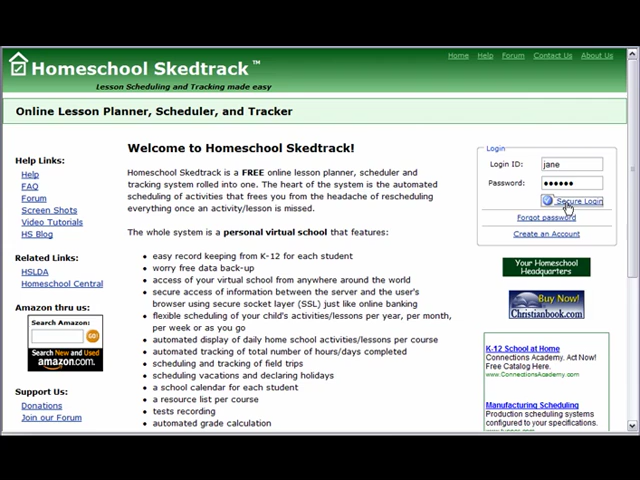 Home Help Forum Contact Us About Us
Homeschool Skedtrack ™
Lesson Scheduling and Tracking made easy
Online Lesson Planner, Scheduler, and Tracker
Help Links:
Help
FAQ
Forum
Screen Shots
Video Tutorials
HS Blog
Related Links:
HSLDA
Homeschool Central
Amazon thru us:
Search Amazon:
GO!
Search New and Used
amazon.com
Support Us:
Donations
Join our Forum
Welcome to Homeschool Skedtrack!
Homeschool Skedtrack is a FREE online lesson planner, scheduler and
tracking system rolled into one. The heart of the system is the automated
scheduling of activities that frees you from the headache of rescheduling
everything once an activity/lesson is missed.
The whole system is a personal virtual school that features:
• easy record keeping from K-12 for each student
• worry free data back-up
• access of your virtual school from anywhere around the world
• secure access of information between the server and the user's
browser using secure socket layer (SSL) just like online banking
• flexible scheduling of your child's activities/lessons per year, per month,
per week or as you go
• automated display of daily home school activities/lessons per course
• automated tracking of total number of hours/days completed
• scheduling and tracking of field trips
• scheduling vacations and declaring holidays
• a school calendar for each student
• a resource list per course
• tests recording
• automated grade calculation
Login
Login ID: jane
Password: ••••••
Secure Login
Forgot password
Create an Account
Your Homeschool
Headquarters
Buy Now!
Christianbook.com
K-12 School at Home
Connections Academy. Act Now!
Free Catalog Here.
www.ConnectionsAcademy.com
Manufacturing Scheduling
Production scheduling systems
configured to your specifications.